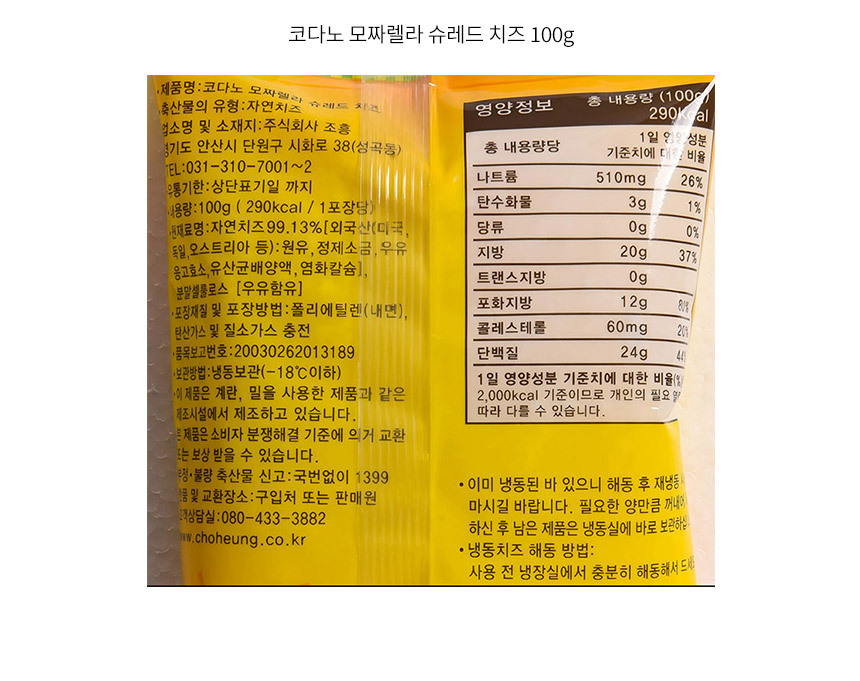 코다노 모짜렐라 슈레드 치즈 100g
·제품명:코다노 모짜렐라 슈레드 치즈
·축산물의 유형:자연치즈
업소명 및 소재지:주식회사 조흥
경기도 안산시 단원구 시화로 38(성곡동)
TEL:031-310-7001~2
유통기한:상단표기일 까지
내용량:100g ( 290kcal / 1포장당)
·원재료명:자연치즈99.13%[외국산(미국,
독일,오스트리아 등):원유,정제소금,우유
응고효소,유산균배양액,염화칼슘],
분말셀룰로스 [우유함유]
·포장재질 및 포장방법:폴리에틸렌(내면),
탄산가스 및 질소가스 충전
·품목보고번호:20030262013189
·보관방법:냉동보관(-18℃이하)
·이 제품은 계란, 밀을 사용한 제품과 같은
제조시설에서 제조하고 있습니다.
본 제품은 소비자 분쟁해결 기준에 의거 교환
또는 보상 받을 수 있습니다.
부정·불량 축산물 신고:국번없이 1399
반품 및 교환장소:구입처 또는 판매원
고객상담실:080-433-3882
www.choheung.co.kr
영양정보 총 내용량 (100g)
290kcal
총 내용량당 1일 영양성분
기준치에 대한 비율
나트륨 510mg 26%
탄수화물 3g 1%
당류 0g 0%
지방 20g 37%
트랜스지방 0g
포화지방 12g 80%
콜레스테롤 60mg 20%
단백질 24g 44%
1일 영양성분 기준치에 대한 비율(%)
2,000kcal 기준이므로 개인의 필요
따라 다를 수 있습니다.
·이미 냉동된 바 있으니 해동 후 재냉동
마시길 바랍니다. 필요한 양만큼 꺼내어
하신 후 남은 제품은 냉동실에 바로 보관하십
·냉동치즈 해동 방법:
사용 전 냉장실에서 충분히 해동해서